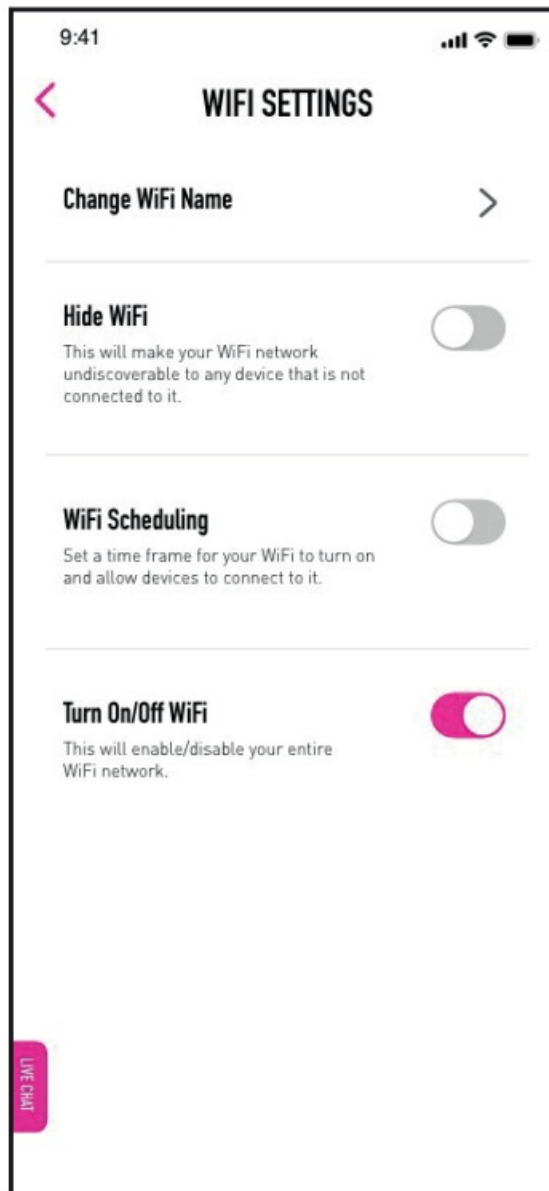 9:41
WIFI SETTINGS
Change WiFi Name
Hide WiFi
This will make your WiFi network
undiscoverable to any device that is not
connected to it.
WiFi Scheduling
Set a time frame for your WiFi to turn on
and allow devices to connect to it.
Turn On/Off WiFi
This will enable/disable your entire
WiFi network.
LIVE CHAT